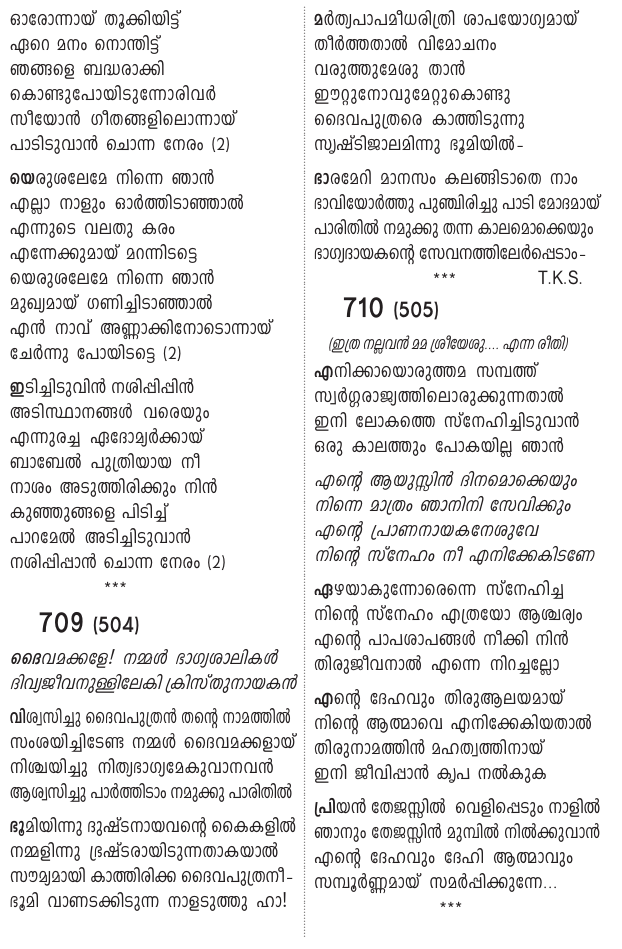 ഓരോന്നായ് തൂക്കിയിട്ട്
ഏറെ മനം നൊന്തിട്ട്
ഞങ്ങളെ ബദ്ധരാക്കി
കൊണ്ടുപോയിടുന്നോരിവർ
സീയോൻ ഗീതങ്ങളിലൊന്നായ്
പാടിടുവാൻ ചൊന്ന നേരം (2)
യെരുശലേമേ നിന്നെ ഞാൻ
എല്ലാ നാളും ഓർത്തിടാഞ്ഞാൽ
എന്നുടെ വലതു കരം
എന്നേക്കുമായ് മറന്നിടട്ടെ
യെരുശലേമേ നിന്നെ ഞാൻ
മുഖ്യമായ് ഗണിച്ചിടാഞ്ഞാൽ
എൻ നാവ് അണ്ണാക്കിനോടൊന്നായ്
ചേർന്നു പോയിടട്ടെ (2)
ഇടിച്ചിടുവിൻ നശിപ്പിപ്പിൻ
അടിസ്ഥാനങ്ങൾ വരെയും
എന്നുരച്ച ഏദോമ്യർക്കായ്
ബാബേൽ പുത്രിയായ നീ
നാശം അടുത്തിരിക്കും നിൻ
കുഞ്ഞുങ്ങളെ പിടിച്ച്
പാറമേൽ അടിച്ചിടുവാൻ
നശിപ്പിപ്പാൻ ചൊന്ന നേരം (2)
***
709 (504)
ദൈവമക്കളേ! നമ്മൾ ഭാഗ്യശാലികൾ
ദിവ്യജീവനുള്ളിലേകി ക്രിസ്തുനായകൻ
വിശ്വസിച്ചു ദൈവപുത്രൻ തന്റെ നാമത്തിൽ
സംശയിച്ചിടേണ്ട നമ്മൾ ദൈവമക്കളായ്
നിശ്ചയിച്ചു നിത്യഭാഗ്യമേകുവാനവൻ
ആശ്വസിച്ചു പാർത്തിടാം നമുക്കു പാരിതിൽ
ഭൂമിയിന്നു ദുഷ്ടനായവന്റെ കൈകളിൽ
നമ്മളിന്നു ഭ്രഷ്ടരായിടുന്നതാകയാൽ
സൗമ്യമായി കാത്തിരിക്ക ദൈവപുത്രനീ-
ഭൂമി വാണടക്കിടുന്ന നാളടുത്തു ഹാ!
മർത്യപാപമീധരിത്രി ശാപയോഗ്യമായ്
തീർത്തതാൽ വിമോചനം
വരുത്തുമേശു താൻ
ഈറ്റുനോവുമേറ്റുകൊണ്ടു
ദൈവപുത്രരെ കാത്തിടുന്നു
സൃഷ്ടിജാലമിന്നു ഭൂമിയിൽ-
ഭാരമേറി മാനസം കലങ്ങിടാതെ നാം
ഭാവിയോർത്തു പുഞ്ചിരിച്ചു പാടി മോദമായ്
പാരിതിൽ നമുക്കു തന്ന കാലമൊക്കെയും
ഭാഗ്യദായകന്റെ സേവനത്തിലേർപ്പെടാം-
*** T.K.S.
710 (505)
(ഇത്ര നല്ലവൻ മമ ശ്രീയേശു.... എന്ന രീതി)
എനിക്കായൊരുത്തമ സമ്പത്ത്
സ്വർഗ്ഗരാജ്യത്തിലൊരുക്കുന്നതാൽ
ഇനി ലോകത്തെ സ്നേഹിച്ചിടുവാൻ
ഒരു കാലത്തും പോകയില്ല ഞാൻ
എന്റെ ആയുസ്സിൻ ദിനമൊക്കെയും
നിന്നെ മാത്രം ഞാനിനി സേവിക്കും
എന്റെ പ്രാണനായകനേശുവേ
നിന്റെ സ്നേഹം നീ എനിക്കേകിടണേ
ഏഴയാകുന്നോരെന്നെ സ്നേഹിച്ച
നിന്റെ സ്നേഹം എത്രയോ ആശ്ചര്യം
എന്റെ പാപശാപങ്ങൾ നീക്കി നിൻ
തിരുജീവനാൽ എന്നെ നിറച്ചല്ലോ
എന്റെ ദേഹവും തിരുആലയമായ്
നിന്റെ ആത്മാവെ എനിക്കേകിയതാൽ
തിരുനാമത്തിൻ മഹത്വത്തിനായ്
ഇനി ജീവിപ്പാൻ കൃപ നൽകുക
പ്രിയൻ തേജസ്സിൽ വെളിപ്പെടും നാളിൽ
ഞാനും തേജസ്സിൻ മുമ്പിൽ നിൽക്കുവാൻ
എന്റെ ദേഹവും ദേഹി ആത്മാവും
സമ്പൂർണ്ണമായ് സമർപ്പിക്കുന്നേ...
***